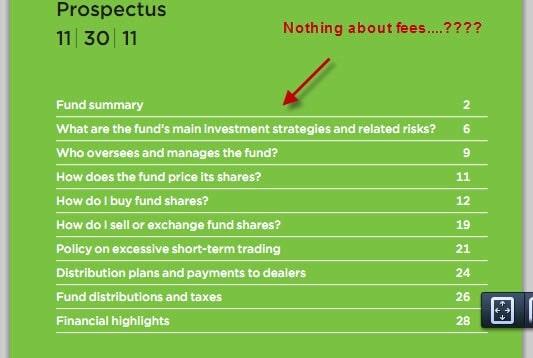 Prospectus
11 | 30 | 11
Nothing about fees....????
Fund summary 2
What are the fund's main investment strategies and related risks? 6
Who oversees and manages the fund? 9
How does the fund price its shares? 11
How do I buy fund shares? 12
How do I sell or exchange fund shares? 19
Policy on excessive short-term trading 21
Distribution plans and payments to dealers 24
Fund distributions and taxes 26
Financial highlights 28